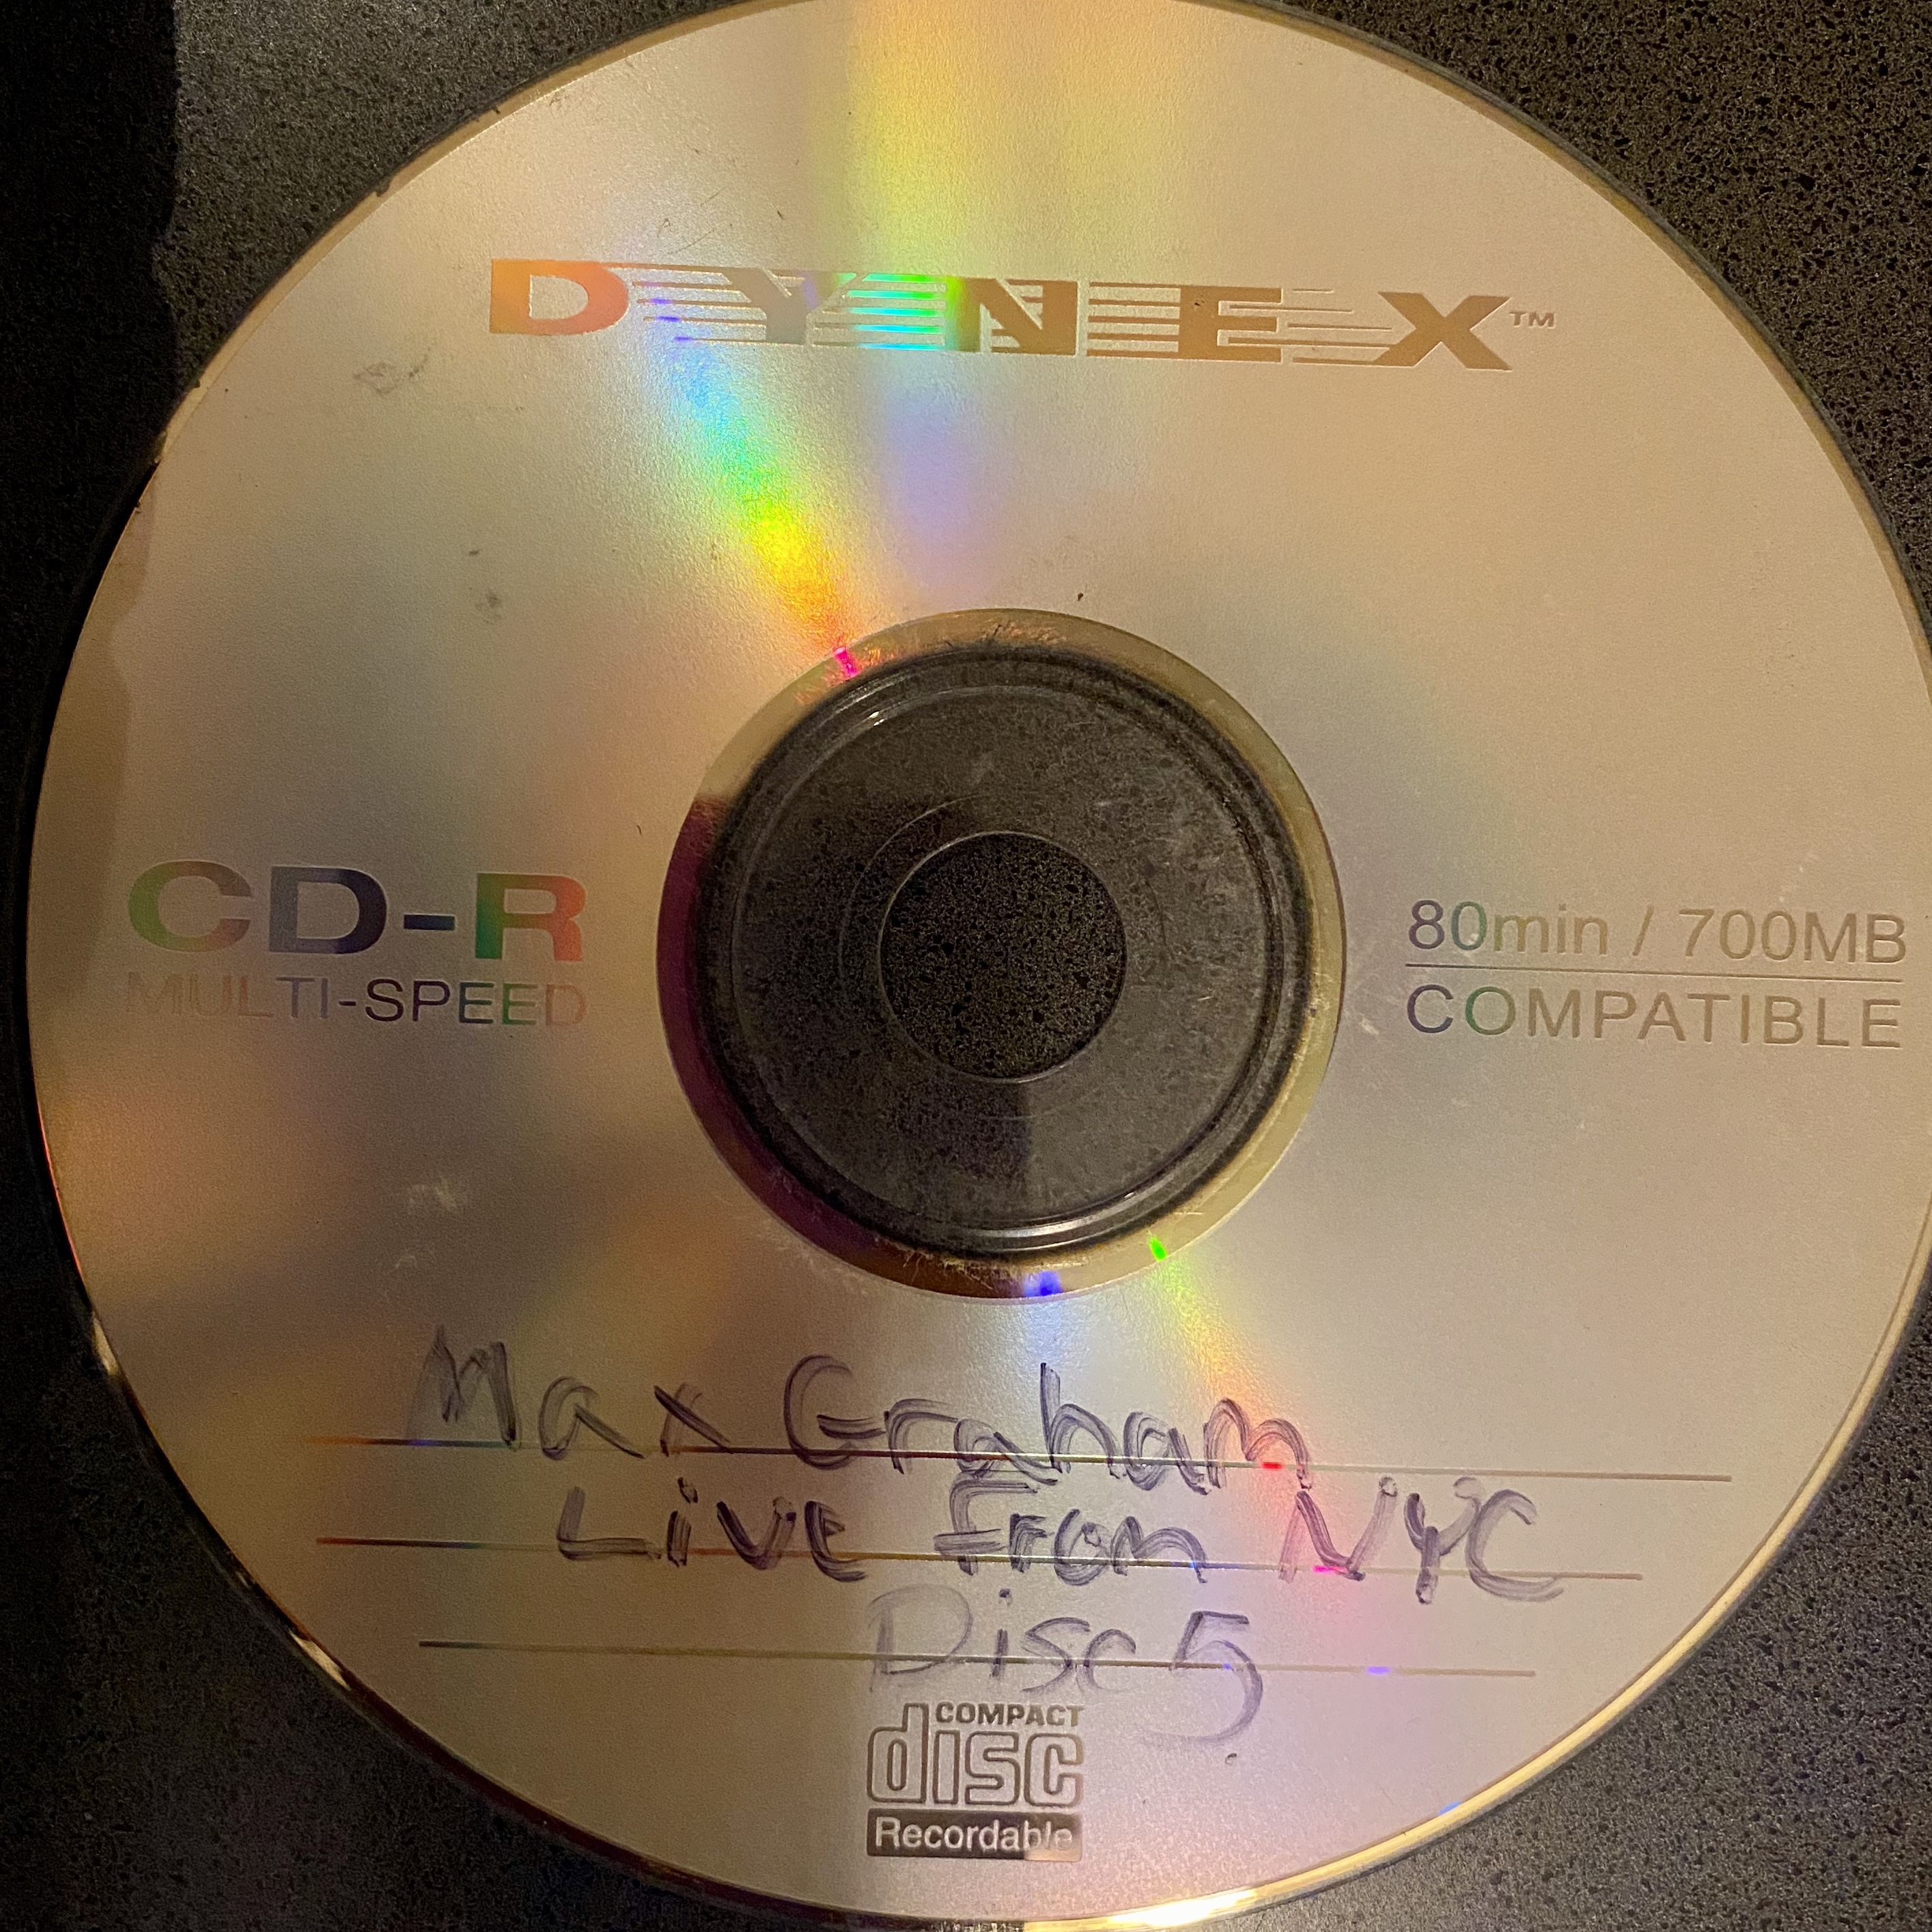 DYNEX™
CD-R
MULTI-SPEED
80min / 700MB
COMPATIBLE
Max Graham
Live From NYC
Disc 5
COMPACT
disc
Recordable